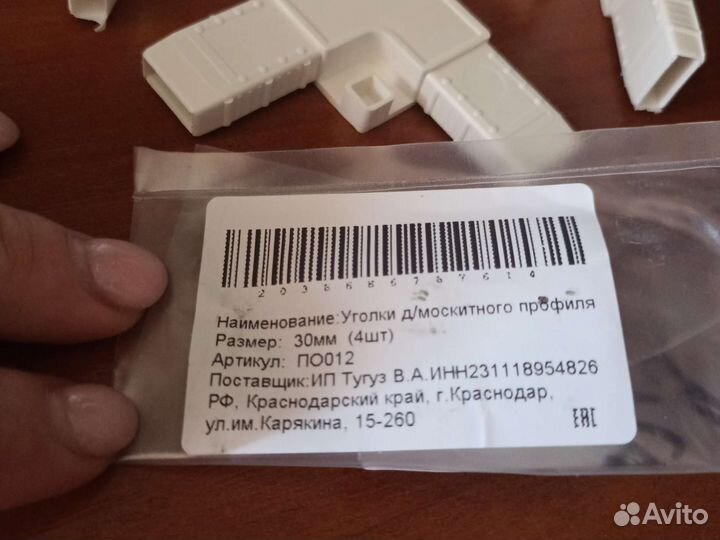 2038686787614
Наименование:Уголки д/москитного профиля
Размер: 30мм (4шт)
Артикул: ПО012
Поставщик:ИП Тугуз В.А.ИНН231118954826
РФ, Краснодарский край, г.Краснодар,
ул.им.Карякина, 15-260
EAC
Avito